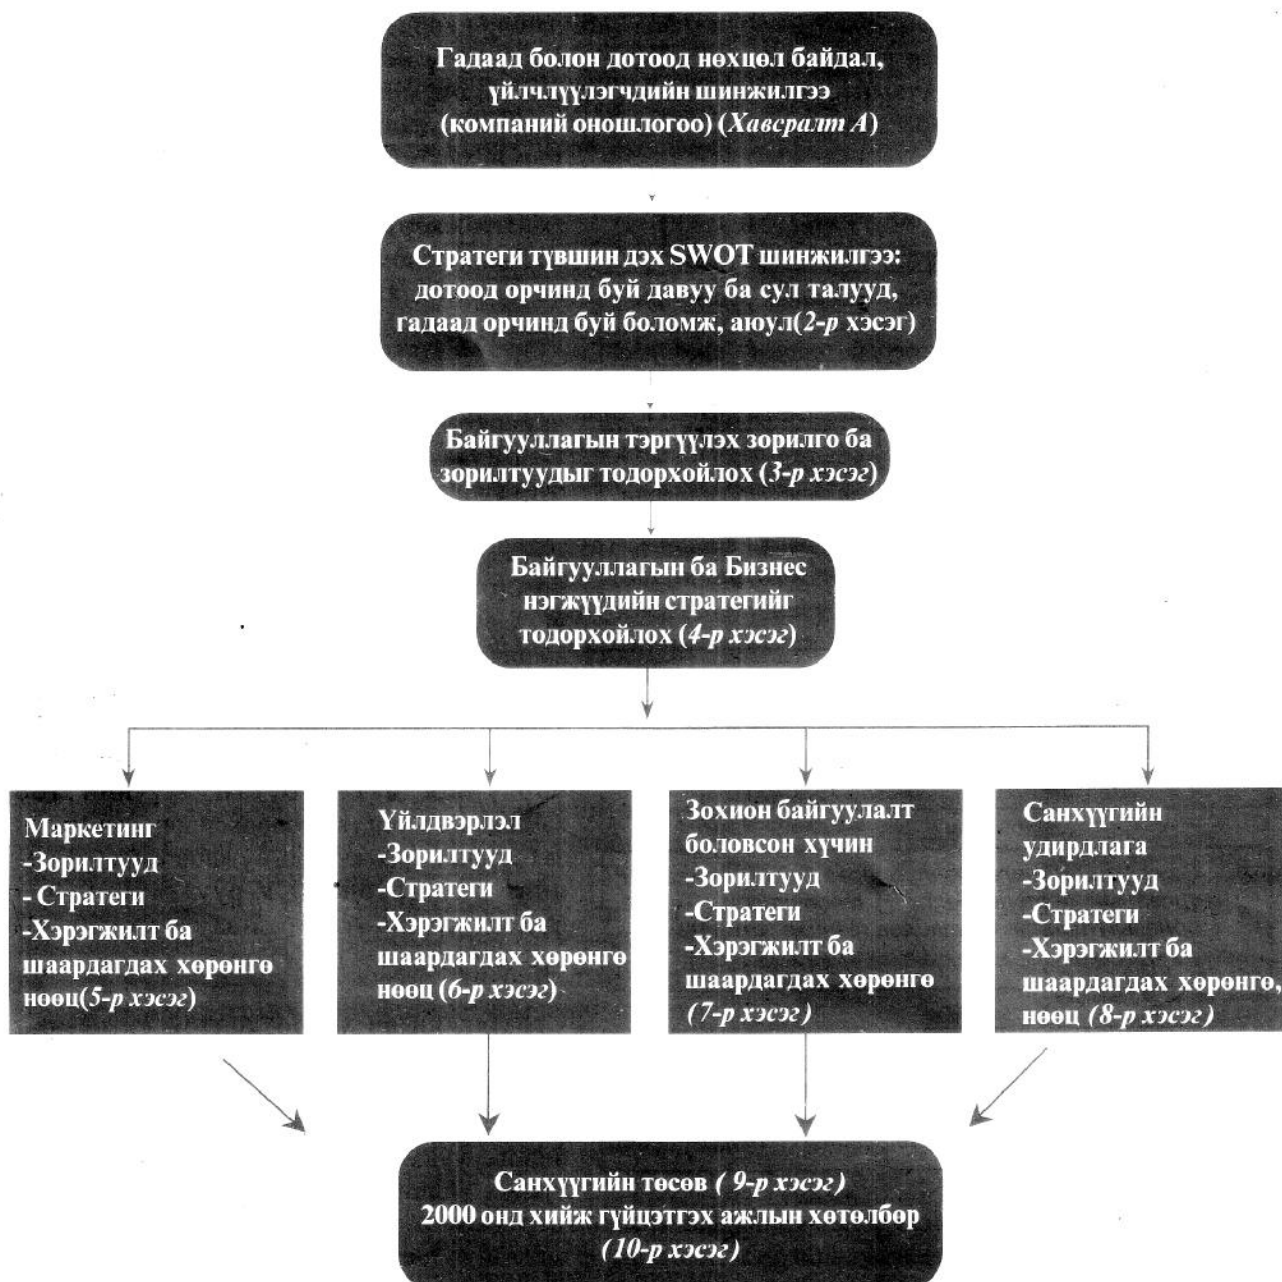 Гадаад болон дотоод нөхцөл байдал,
үйлчлүүлэгчдийн шинжилгээ
(компаний оношлогоо) (Хавсралт А)
Стратеги түвшин дэх SWOT шинжилгээ:
дотоод орчинд буй давуу ба сул талууд,
гадаад орчинд буй боломж, аюул(2-р хэсэг)
Байгууллагын тэргүүлэх зорилго ба
зорилтуудыг тодорхойлох (3-р хэсэг)
Байгууллагын ба Бизнес
нэгжүүдийн стратегийг
тодорхойлох (4-р хэсэг)
Маркетинг
-Зорилтууд
- Стратеги
-Хэрэгжилт ба
шаардагдах хөрөнгө
нөөц(5-р хэсэг)
Үйлдвэрлэл
-Зорилтууд
-Стратеги
-Хэрэгжилт ба
шаардагдах хөрөнгө
нөөц (6-р хэсэг)
Зохион байгуулалт
боловсон хүчин
-Зорилтууд
-Стратеги
-Хэрэгжилт ба
шаардагдах хөрөнгө
(7-р хэсэг)
Санхүүгийн
удирдлага
-Зорилтууд
-Стратеги
-Хэрэгжилт ба
шаардагдах хөрөнгө,
нөөц (8-р хэсэг)
Санхүүгийн төсөв ( 9-р хэсэг)
2000 онд хийж гүйцэтгэх ажлын хөтөлбөр
(10-р хэсэг)